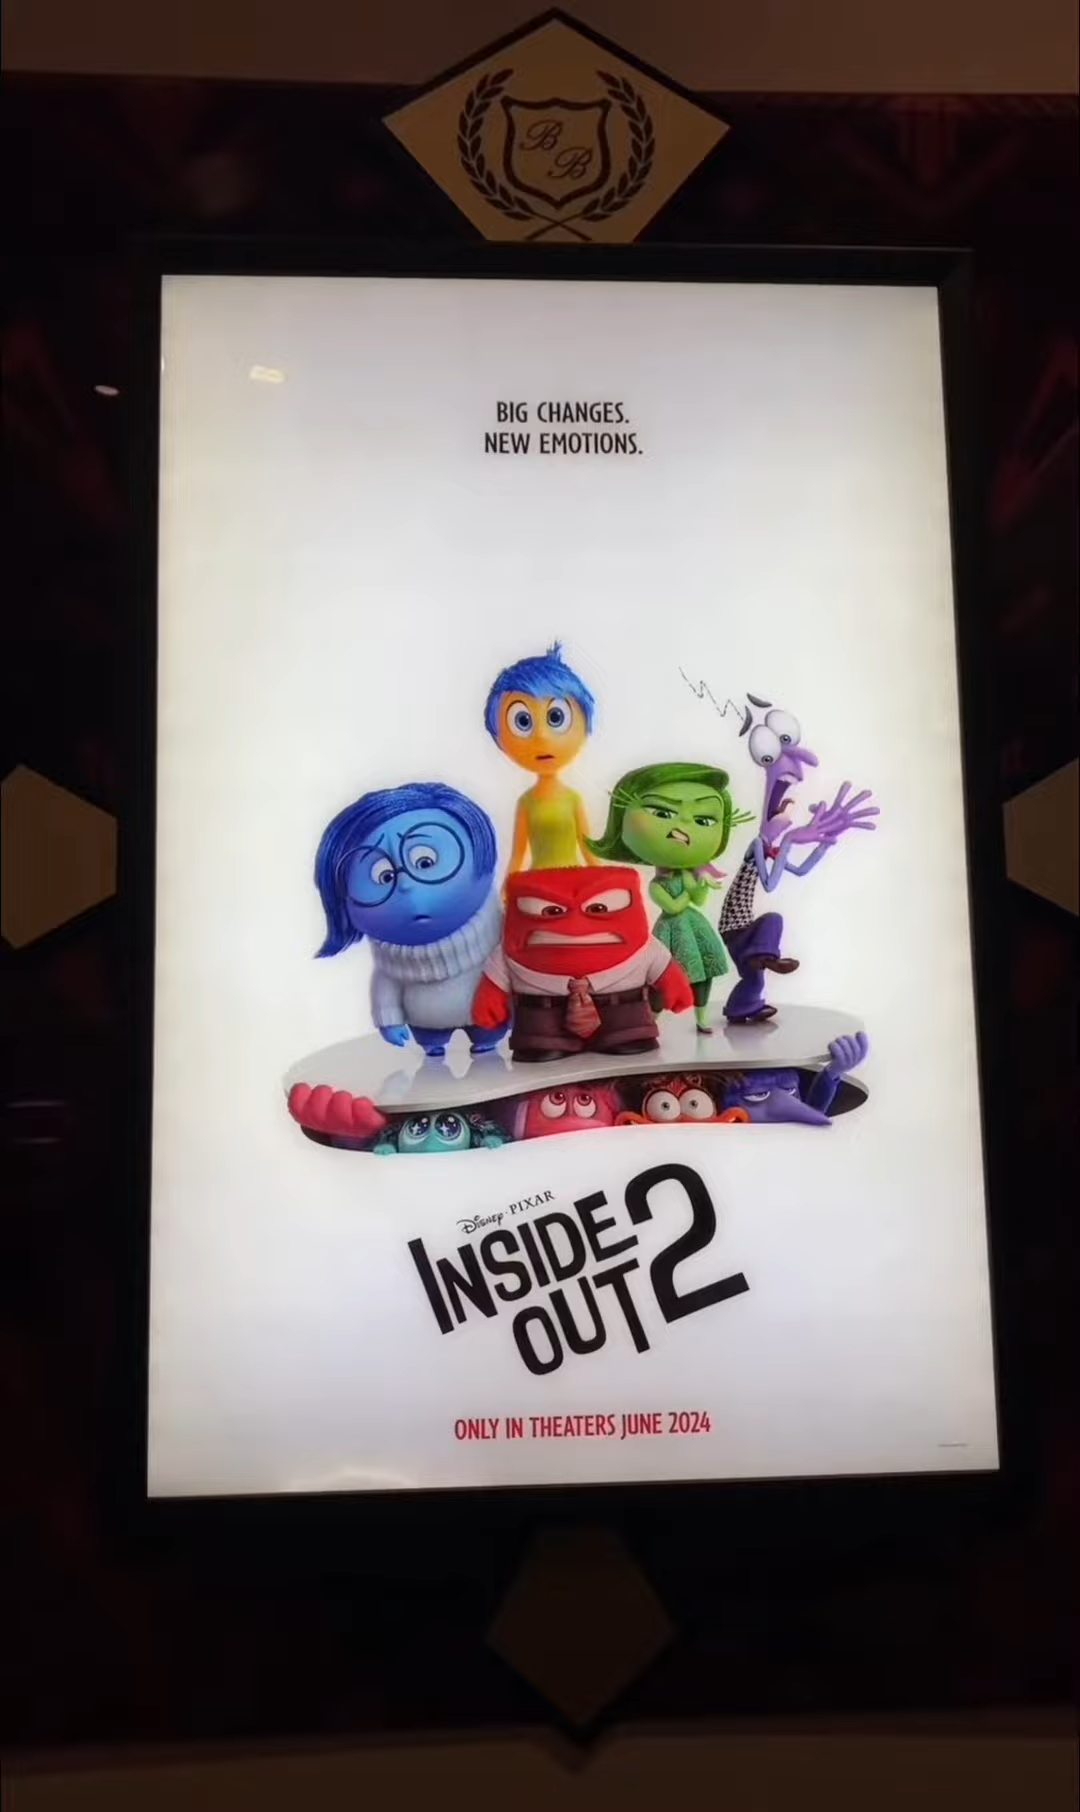 B
B
BIG CHANGES.
NEW EMOTIONS.
DISNEY · PIXAR
INSIDE
OUT 2
ONLY IN THEATERS JUNE 2024